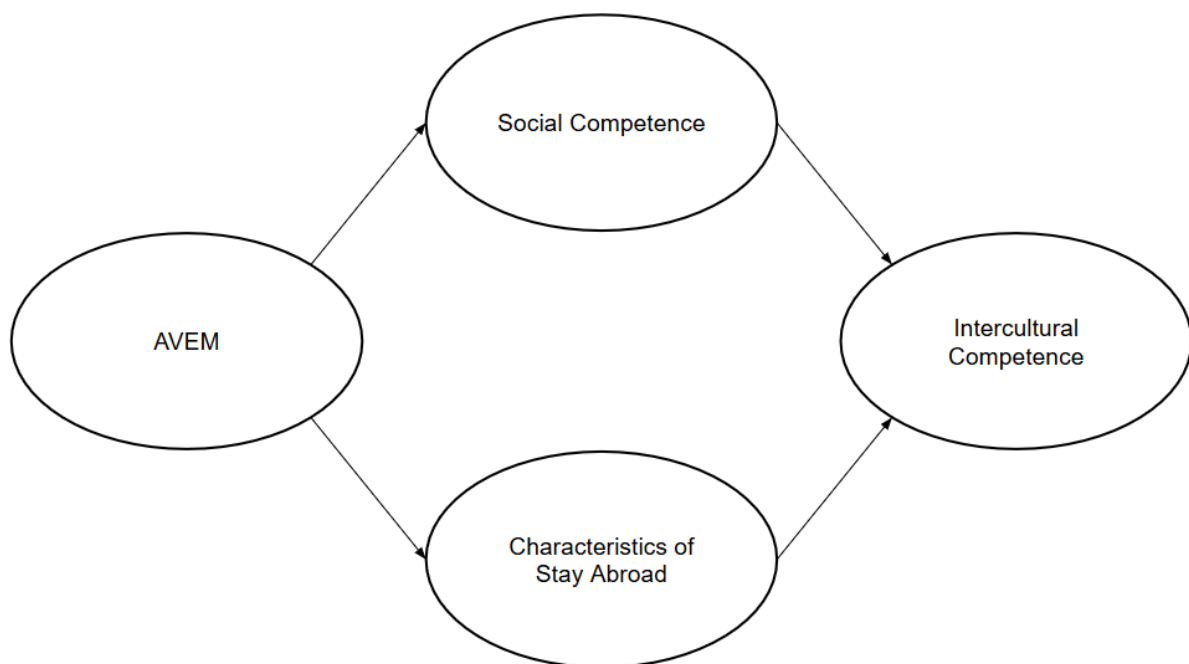 Social Competence
AVEM
Intercultural
Competence
Characteristics of
Stay Abroad